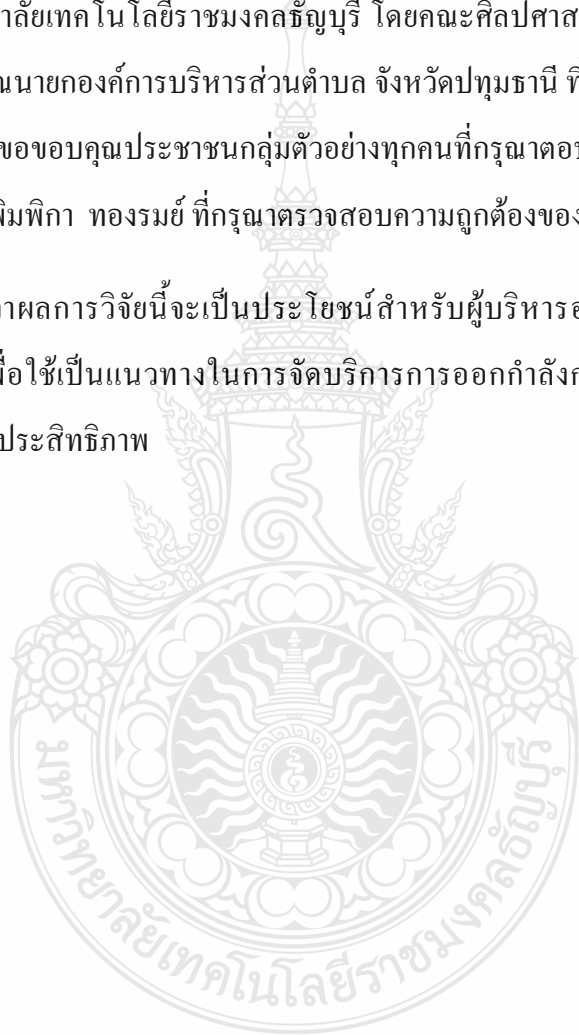 าลัยเทคโนโลยีราชมงคลธัญบุรี โดยคณะศิลปศาส
ณนายกองค์การบริหารส่วนตำบล จังหวัดปทุมธานี ที่
ขอขอบคุณประชาชนกลุ่มตัวอย่างทุกคนที่กรุณาตอบ
พิมพิกา ทองรมย์ ที่กรุณาตรวจสอบความถูกต้องของ
่าผลการวิจัยนี้จะเป็นประโยชน์สำหรับผู้บริหารอ
พื่อใช้เป็นแนวทางในการจัดบริการการออกกำลังก
ประสิทธิภาพ
มหาวิทยาลัยเทคโนโลยีราชมงคลธัญบุรี